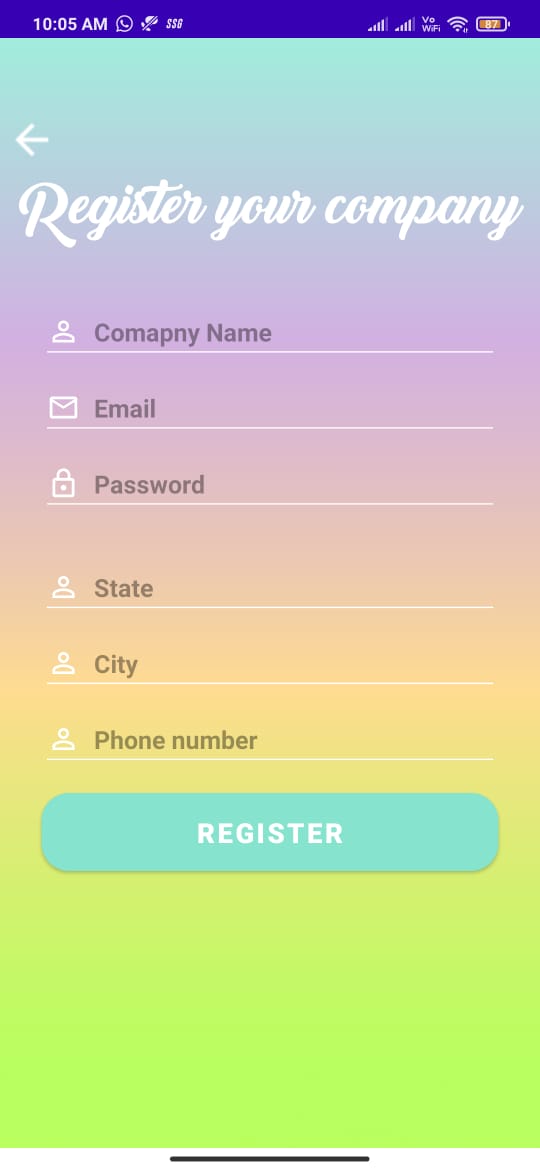 10:05 AM SSG Vo WiFi 87
Register your company
Comapny Name
Email
Password
State
City
Phone number
REGISTER